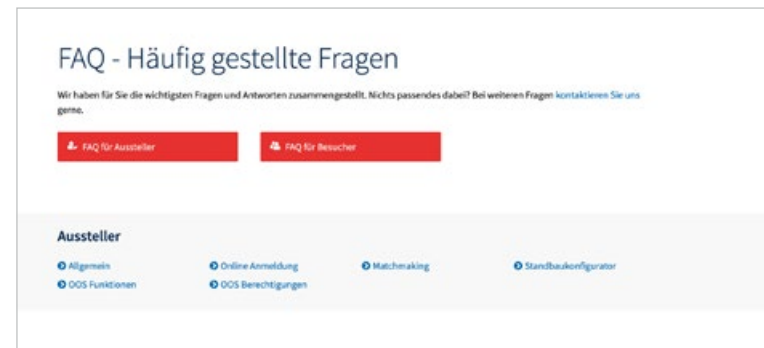 FAQ - Häufig gestellte Fragen
Wir haben für Sie die wichtigsten Fragen und Antworten zusammengestellt. Nichts passendes dabei? Bei weiteren Fragen kontaktieren Sie uns
gerne.
FAQ für Aussteller FAQ für Besucher
Aussteller
Allgemein Online Anmeldung Matchmaking Standbaukonfigurator
OOS Funktionen OOS Berechtigungen